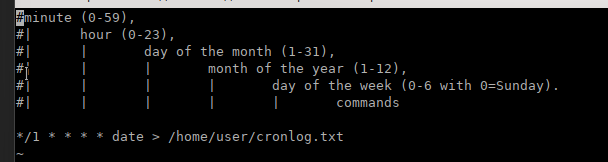 #minute (0-59),
#|      hour (0-23),
#|      |       day of the month (1-31),
#|      |       |       month of the year (1-12),
#|      |       |       |       day of the week (0-6 with 0=Sunday).
#|      |       |       |       |       commands
*/1 * * * * date > /home/user/cronlog.txt
~